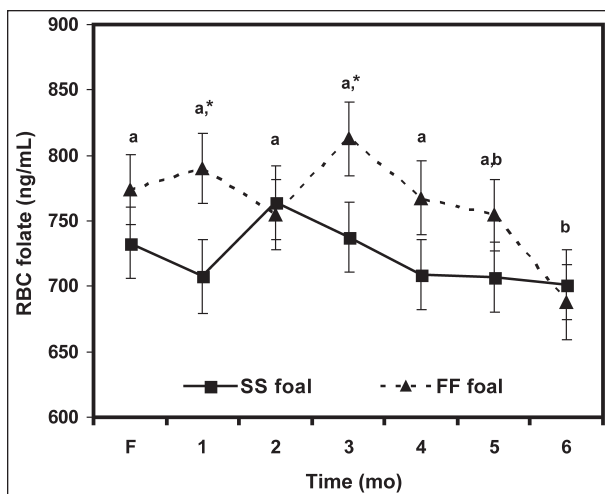 900
850
800
750
700
650
600
RBC folate (ng/mL)
a
a,*
a
a,*
a
a,b
b
SS foal
FF foal
F 1 2 3 4 5 6
Time (mo)